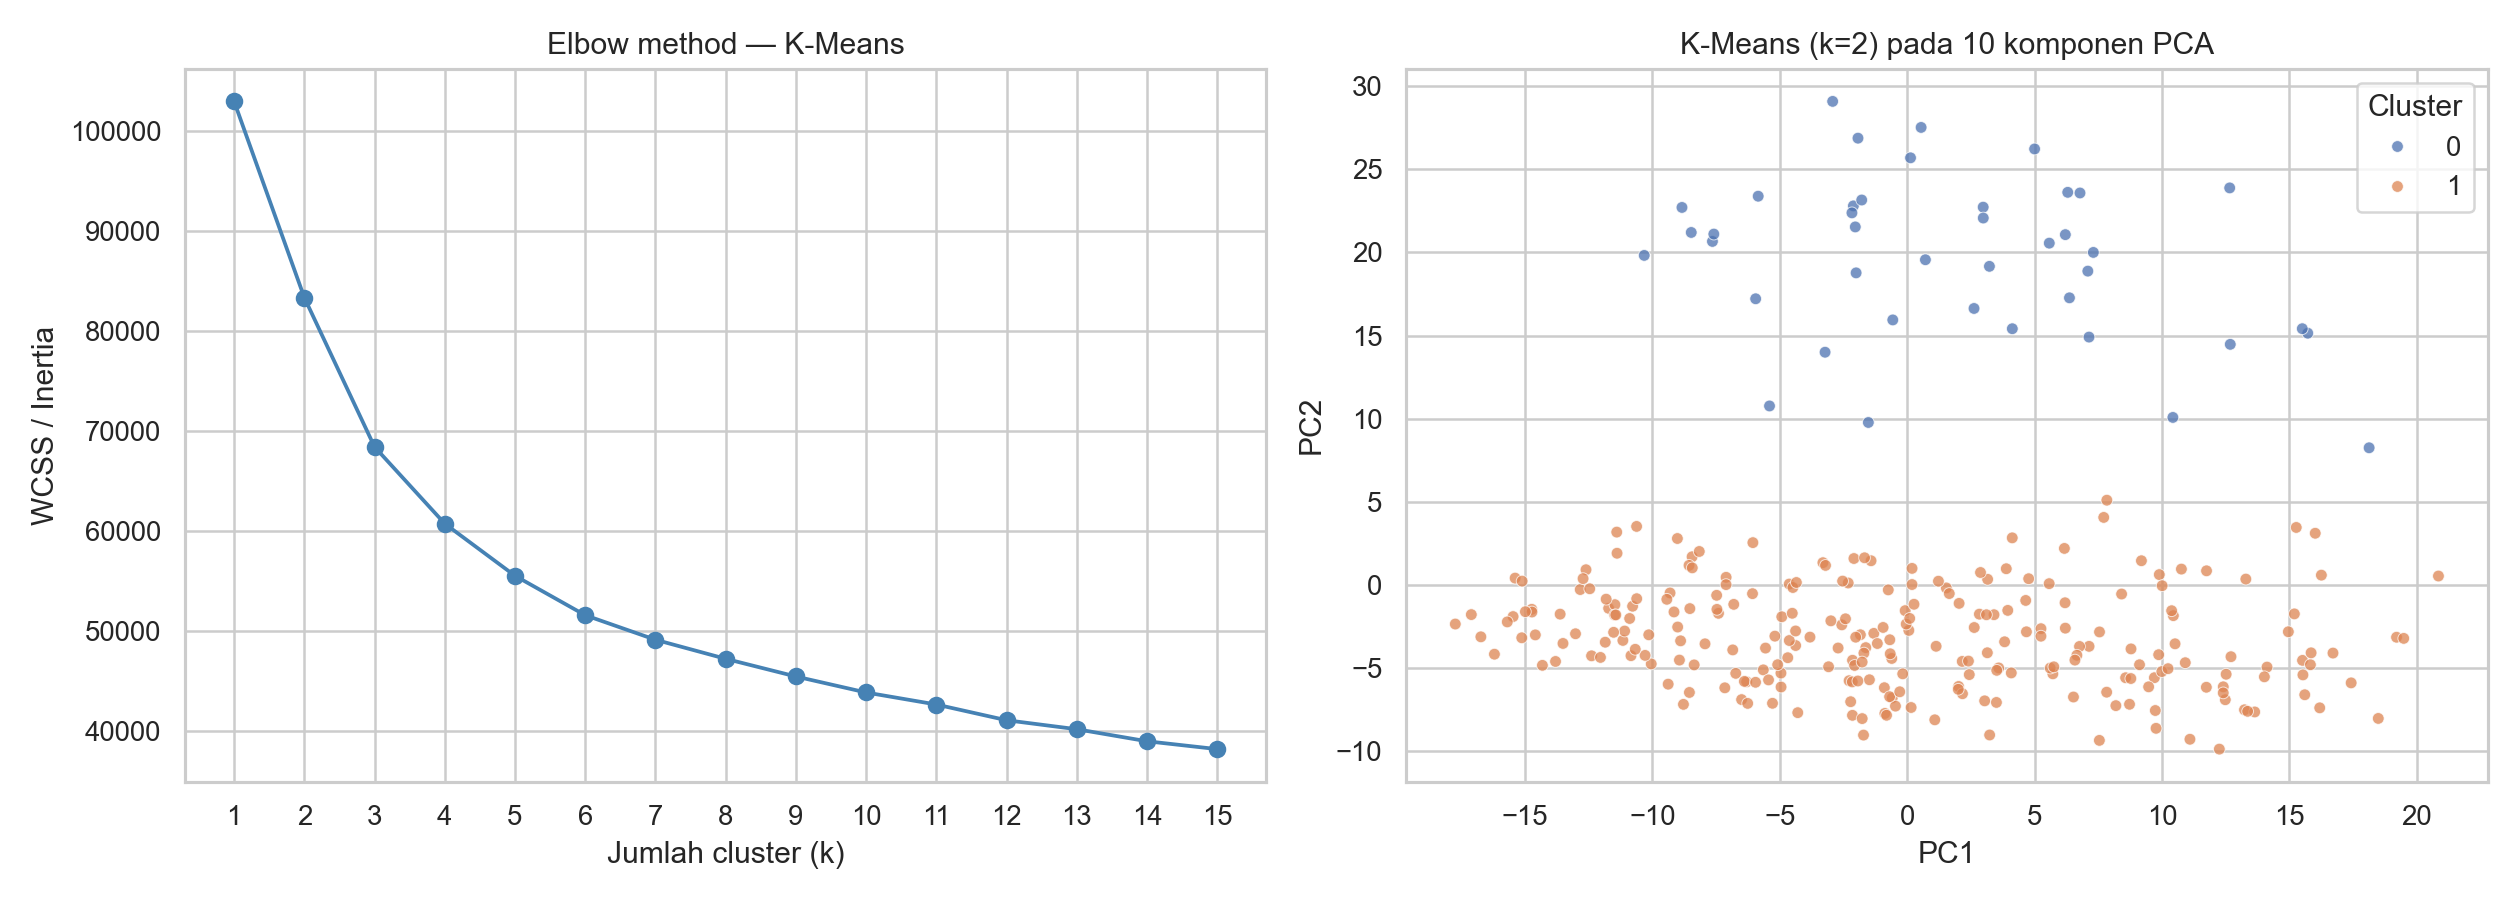 Elbow method — K-Means
100000
90000
80000
70000
60000
50000
40000
WCSS / Inertia
1 2 3 4 5 6 7 8 9 10 11 12 13 14 15
Jumlah cluster (k)
K-Means (k=2) pada 10 komponen PCA
30
25
20
15
10
5
0
−5
−10
PC2
−15 −10 −5 0 5 10 15 20
PC1
Cluster
0
1